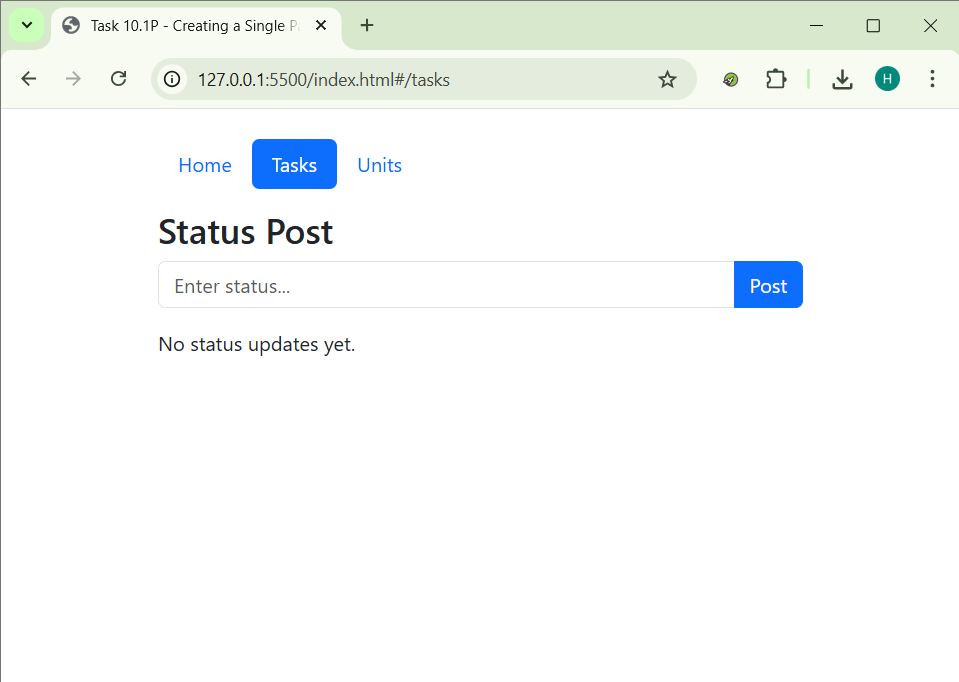 Task 10.1P - Creating a Single P
127.0.0.1:5500/index.html#/tasks
H
Home Tasks Units
Status Post
Enter status... Post
No status updates yet.